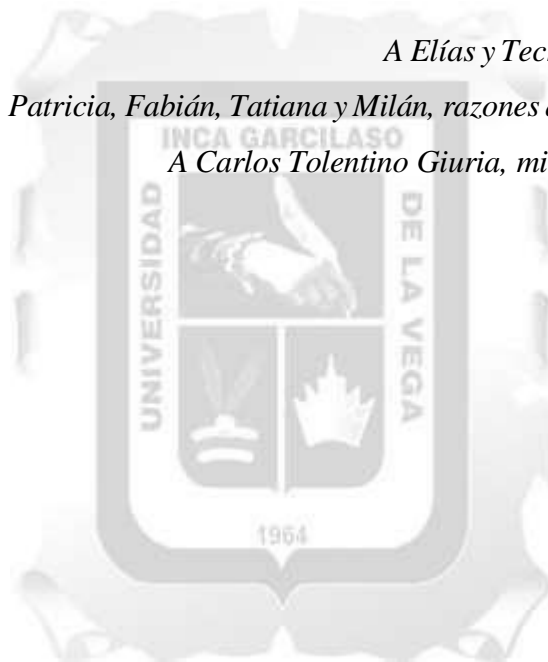 A Elías y Tec
Patricia, Fabián, Tatiana y Milán, razones
A Carlos Tolentino Giuria, mi
INCA GARCILASO
UNIVERSIDAD
DE LA VEGA
1964